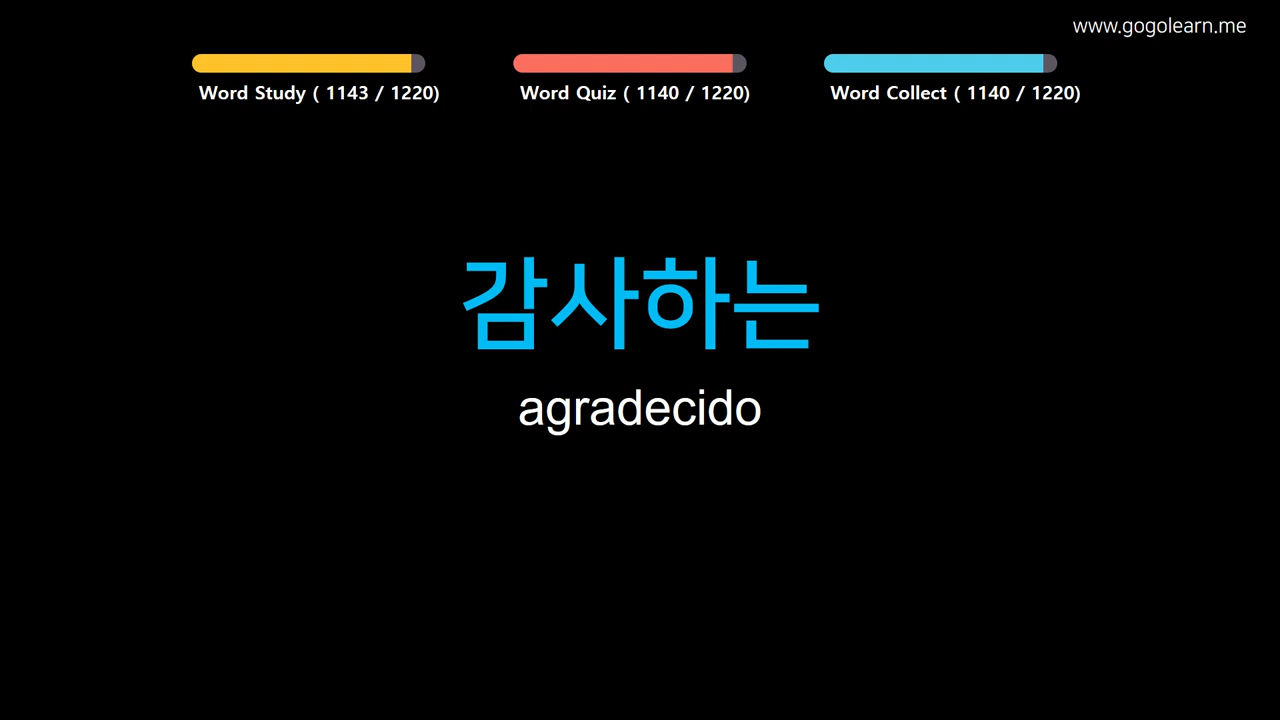 www.gogolearn.me
Word Study ( 1143 / 1220)
Word Quiz ( 1140 / 1220)
Word Collect ( 1140 / 1220)
감사하는
agradecido